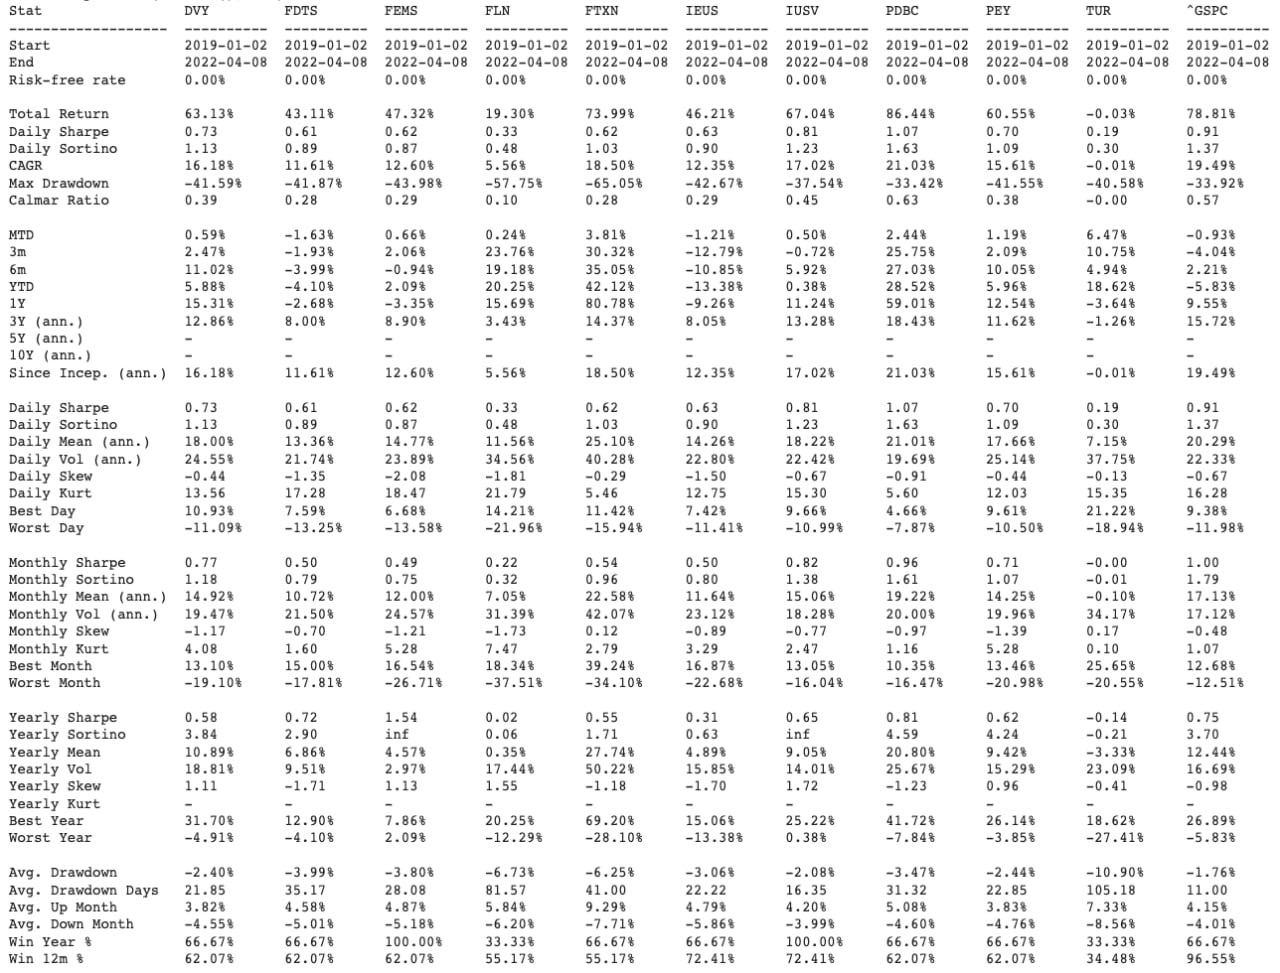 Stat DVY FDTS FEMS FLN FTXN IEUS IUSV PDBC PEY TUR ^GSPC
------------------- ---------- ---------- ---------- ---------- ---------- ---------- ---------- ---------- ---------- ---------- ----------
Start 2019-01-02 2019-01-02 2019-01-02 2019-01-02 2019-01-02 2019-01-02 2019-01-02 2019-01-02 2019-01-02 2019-01-02 2019-01-02
End 2022-04-08 2022-04-08 2022-04-08 2022-04-08 2022-04-08 2022-04-08 2022-04-08 2022-04-08 2022-04-08 2022-04-08 2022-04-08
Risk-free rate 0.00% 0.00% 0.00% 0.00% 0.00% 0.00% 0.00% 0.00% 0.00% 0.00% 0.00%
Total Return 63.13% 43.11% 47.32% 19.30% 73.99% 46.21% 67.04% 86.44% 60.55% -0.03% 78.81%
Daily Sharpe 0.73 0.61 0.62 0.33 0.62 0.63 0.81 1.07 0.70 0.19 0.91
Daily Sortino 1.13 0.89 0.87 0.48 1.03 0.90 1.23 1.63 1.09 0.30 1.37
CAGR 16.18% 11.61% 12.60% 5.56% 18.50% 12.35% 17.02% 21.03% 15.61% -0.01% 19.49%
Max Drawdown -41.59% -41.87% -43.98% -57.75% -65.05% -42.67% -37.54% -33.42% -41.55% -40.58% -33.92%
Calmar Ratio 0.39 0.28 0.29 0.10 0.28 0.29 0.45 0.63 0.38 -0.00 0.57
MTD 0.59% -1.63% 0.66% 0.24% 3.81% -1.21% 0.50% 2.44% 1.19% 6.47% -0.93%
3m 2.47% -1.93% 2.06% 23.76% 30.32% -12.79% -0.72% 25.75% 2.09% 10.75% -4.04%
6m 11.02% -3.99% -0.94% 19.18% 35.05% -10.85% 5.92% 27.03% 10.05% 4.94% 2.21%
YTD 5.88% -4.10% 2.09% 20.25% 42.12% -13.38% 0.38% 28.52% 5.96% 18.62% -5.83%
1Y 15.31% -2.68% -3.35% 15.69% 80.78% -9.26% 11.24% 59.01% 12.54% -3.64% 9.55%
3Y (ann.) 12.86% 8.00% 8.90% 3.43% 14.37% 8.05% 13.28% 18.43% 11.62% -1.26% 15.72%
5Y (ann.) - - - - - - - - - - -
10Y (ann.) - - - - - - - - - - -
Since Incep. (ann.) 16.18% 11.61% 12.60% 5.56% 18.50% 12.35% 17.02% 21.03% 15.61% -0.01% 19.49%
Daily Sharpe 0.73 0.61 0.62 0.33 0.62 0.63 0.81 1.07 0.70 0.19 0.91
Daily Sortino 1.13 0.89 0.87 0.48 1.03 0.90 1.23 1.63 1.09 0.30 1.37
Daily Mean (ann.) 18.00% 13.36% 14.77% 11.56% 25.10% 14.26% 18.22% 21.01% 17.66% 7.15% 20.29%
Daily Vol (ann.) 24.55% 21.74% 23.89% 34.56% 40.28% 22.80% 22.42% 19.69% 25.14% 37.75% 22.33%
Daily Skew -0.44 -1.35 -2.08 -1.81 -0.29 -1.50 -0.67 -0.91 -0.44 -0.13 -0.67
Daily Kurt 13.56 17.28 18.47 21.79 5.46 12.75 15.30 5.60 12.03 15.35 16.28
Best Day 10.93% 7.59% 6.68% 14.21% 11.42% 7.42% 9.66% 4.66% 9.61% 21.22% 9.38%
Worst Day -11.09% -13.25% -13.58% -21.96% -15.94% -11.41% -10.99% -7.87% -10.50% -18.94% -11.98%
Monthly Sharpe 0.77 0.50 0.49 0.22 0.54 0.50 0.82 0.96 0.71 -0.00 1.00
Monthly Sortino 1.18 0.79 0.75 0.32 0.96 0.80 1.38 1.61 1.07 -0.01 1.79
Monthly Mean (ann.) 14.92% 10.72% 12.00% 7.05% 22.58% 11.64% 15.06% 19.22% 14.25% -0.10% 17.13%
Monthly Vol (ann.) 19.47% 21.50% 24.57% 31.39% 42.07% 23.12% 18.28% 20.00% 19.96% 34.17% 17.12%
Monthly Skew -1.17 -0.70 -1.21 -1.73 0.12 -0.89 -0.77 -0.97 -1.39 0.17 -0.48
Monthly Kurt 4.08 1.60 5.28 7.47 2.79 3.29 2.47 1.16 5.28 0.10 1.07
Best Month 13.10% 15.00% 16.54% 18.34% 39.24% 16.87% 13.05% 10.35% 13.46% 25.65% 12.68%
Worst Month -19.10% -17.81% -26.71% -37.51% -34.10% -22.68% -16.04% -16.47% -20.98% -20.55% -12.51%
Yearly Sharpe 0.58 0.72 1.54 0.02 0.55 0.31 0.65 0.81 0.62 -0.14 0.75
Yearly Sortino 3.84 2.90 inf 0.06 1.71 0.63 inf 4.59 4.24 -0.21 3.70
Yearly Mean 10.89% 6.86% 4.57% 0.35% 27.74% 4.89% 9.05% 20.80% 9.42% -3.33% 12.44%
Yearly Vol 18.81% 9.51% 2.97% 17.44% 50.22% 15.85% 14.01% 25.67% 15.29% 23.09% 16.69%
Yearly Skew 1.11 -1.71 1.13 1.55 -1.18 -1.70 1.72 -1.23 0.96 -0.41 -0.98
Yearly Kurt - - - - - - - - - - -
Best Year 31.70% 12.90% 7.86% 20.25% 69.20% 15.06% 25.22% 41.72% 26.14% 18.62% 26.89%
Worst Year -4.91% -4.10% 2.09% -12.29% -28.10% -13.38% 0.38% -7.84% -3.85% -27.41% -5.83%
Avg. Drawdown -2.40% -3.99% -3.80% -6.73% -6.25% -3.06% -2.08% -3.47% -2.44% -10.90% -1.76%
Avg. Drawdown Days 21.85 35.17 28.08 81.57 41.00 22.22 16.35 31.32 22.85 105.18 11.00
Avg. Up Month 3.82% 4.58% 4.87% 5.84% 9.29% 4.79% 4.20% 5.08% 3.83% 7.33% 4.15%
Avg. Down Month -4.55% -5.01% -5.18% -6.20% -7.71% -5.86% -3.99% -4.60% -4.76% -8.56% -4.01%
Win Year % 66.67% 66.67% 100.00% 33.33% 66.67% 66.67% 100.00% 66.67% 66.67% 33.33% 66.67%
Win 12m % 62.07% 62.07% 62.07% 55.17% 55.17% 72.41% 72.41% 62.07% 62.07% 34.48% 96.55%